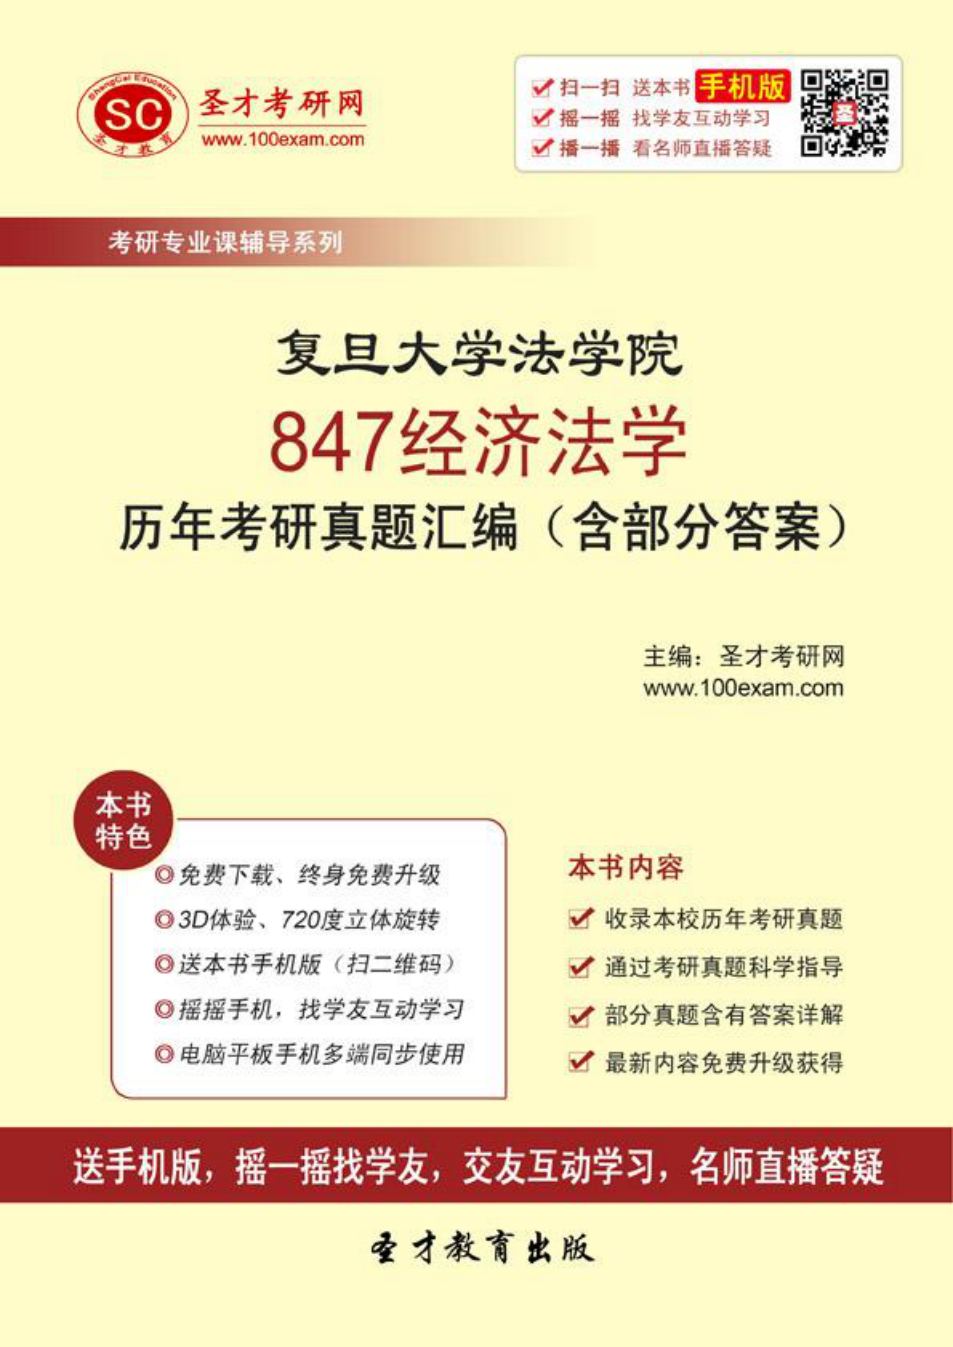 ShengCai Education
SC
圣才教育
圣才考研网
www.100exam.com
扫一扫 送本书 手机版
摇一摇 找学友互动学习
播一播 看名师直播答疑
圣
考研专业课辅导系列
复旦大学法学院
847经济法学
历年考研真题汇编（含部分答案）
主编：圣才考研网
www.100exam.com
本书
特色
◎免费下载、终身免费升级
◎3D体验、720度立体旋转
◎送本书手机版（扫二维码）
◎摇摇手机，找学友互动学习
◎电脑平板手机多端同步使用
本书内容
收录本校历年考研真题
通过考研真题科学指导
部分真题含有答案详解
最新内容免费升级获得
送手机版，摇一摇找学友，交友互动学习，名师直播答疑
圣才教育出版